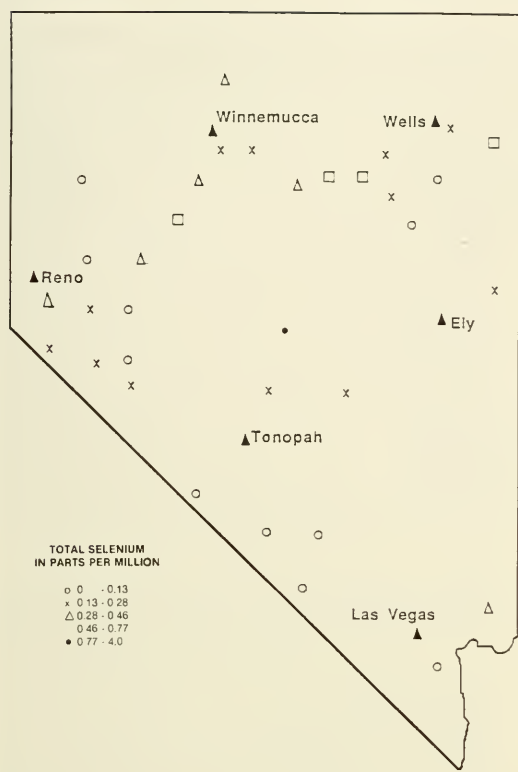 Winnemucca
Wells
Reno
Ely
Tonopah
TOTAL SELENIUM
IN PARTS PER MILLION
0 - 0.13
0.13 - 0.28
0.28 - 0.46
0.46 - 0.77
0.77 - 4.0
Las Vegas